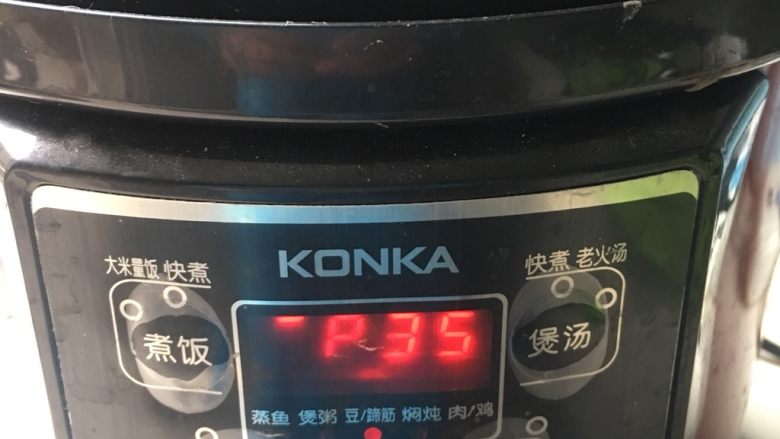 大米量饭 快煮 KONKA 快煮 老火汤
煮饭 P35 煲汤
蒸鱼 煲粥 豆/蹄筋 焖炖 肉/鸡